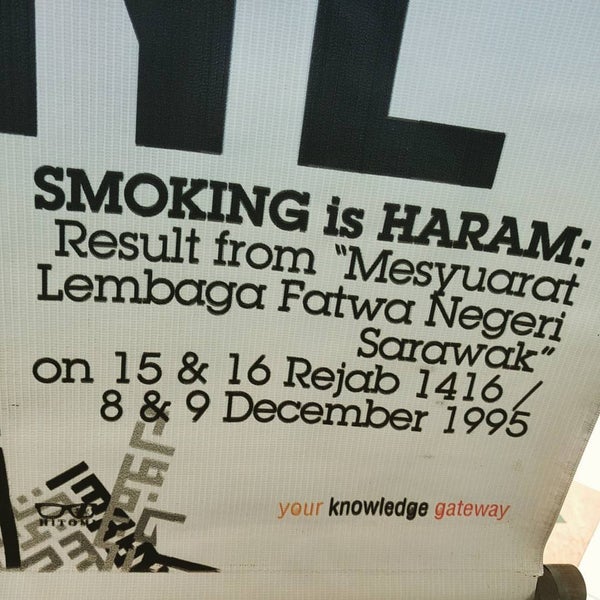 SMOKING is HARAM:
Result from "Mesyuarat
Lembaga Fatwa Negeri
Sarawak"
on 15 & 16 Rejab 1416 /
8 & 9 December 1995
HITOMI
your knowledge gateway